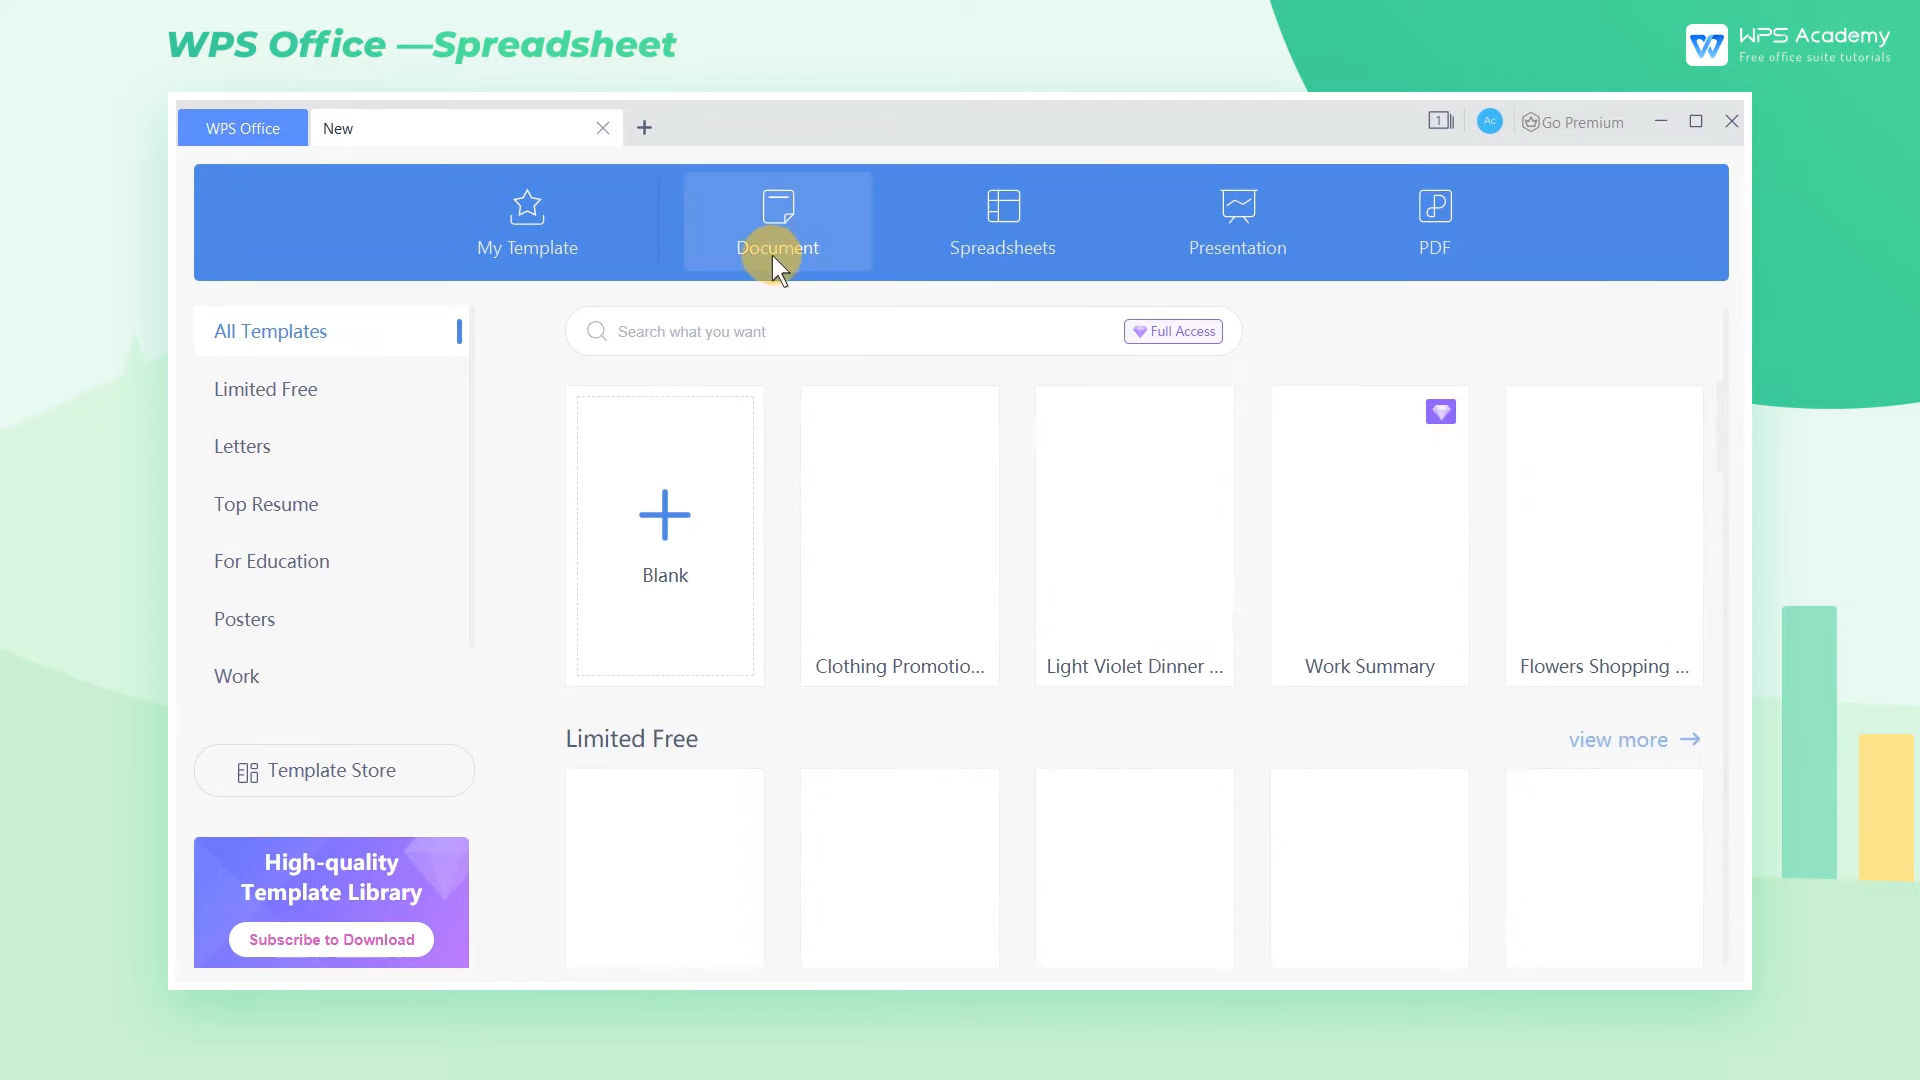 WPS Office —Spreadsheet
WPS Academy
Free office suite tutorials
WPS Office
New
1
Ac
Go Premium
My Template
Document
Spreadsheets
Presentation
PDF
All Templates
Limited Free
Letters
Top Resume
For Education
Posters
Work
Template Store
High-quality
Template Library
Subscribe to Download
Search what you want
Full Access
Blank
Clothing Promotio...
Light Violet Dinner ...
Work Summary
Flowers Shopping ...
Limited Free
view more